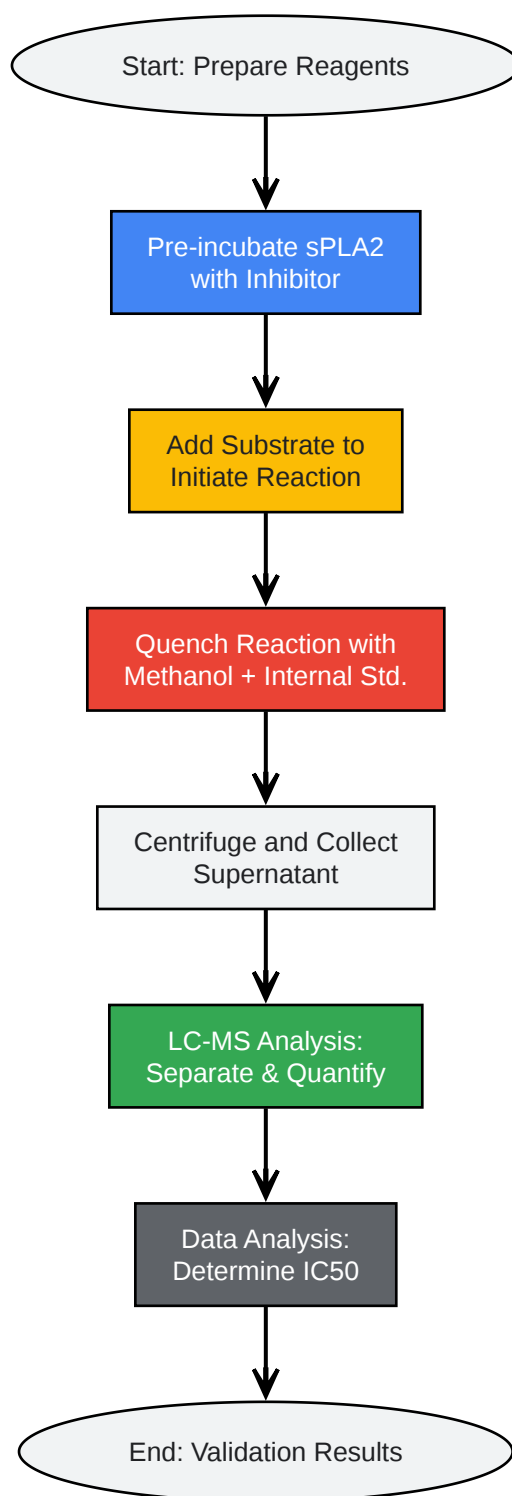 Start: Prepare Reagents
Pre-incubate sPLA2
with Inhibitor
Add Substrate to
Initiate Reaction
Quench Reaction with
Methanol + Internal Std.
Centrifuge and Collect
Supernatant
LC-MS Analysis:
Separate & Quantify
Data Analysis:
Determine IC50
End: Validation Results